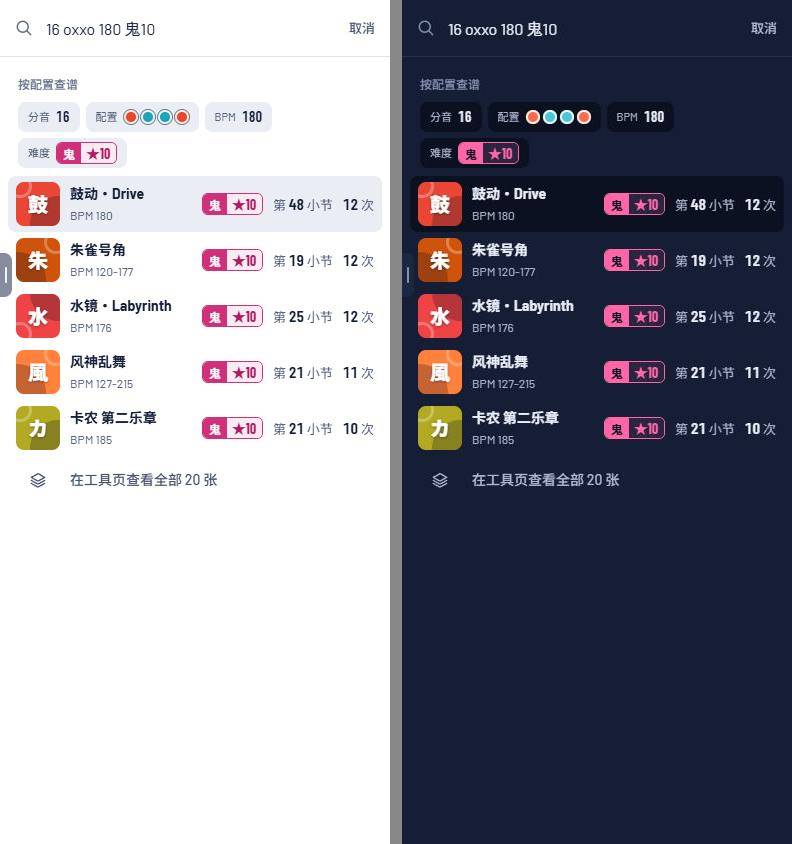 16 oxxo 180 鬼10 取消
按配置查谱
分音 16 配置 BPM 180
难度 鬼 ★10
鼓 鼓动・Drive 鬼 ★10 第 48 小节 12 次
BPM 180
朱 朱雀号角 鬼 ★10 第 19 小节 12 次
BPM 120-177
水 水镜・Labyrinth 鬼 ★10 第 25 小节 12 次
BPM 176
風 风神乱舞 鬼 ★10 第 21 小节 11 次
BPM 127-215
カ 卡农 第二乐章 鬼 ★10 第 21 小节 10 次
BPM 185
在工具页查看全部 20 张
16 oxxo 180 鬼10 取消
按配置查谱
分音 16 配置 BPM 180
难度 鬼 ★10
鼓 鼓动・Drive 鬼 ★10 第 48 小节 12 次
BPM 180
朱 朱雀号角 鬼 ★10 第 19 小节 12 次
BPM 120-177
水 水镜・Labyrinth 鬼 ★10 第 25 小节 12 次
BPM 176
風 风神乱舞 鬼 ★10 第 21 小节 11 次
BPM 127-215
カ 卡农 第二乐章 鬼 ★10 第 21 小节 10 次
BPM 185
在工具页查看全部 20 张